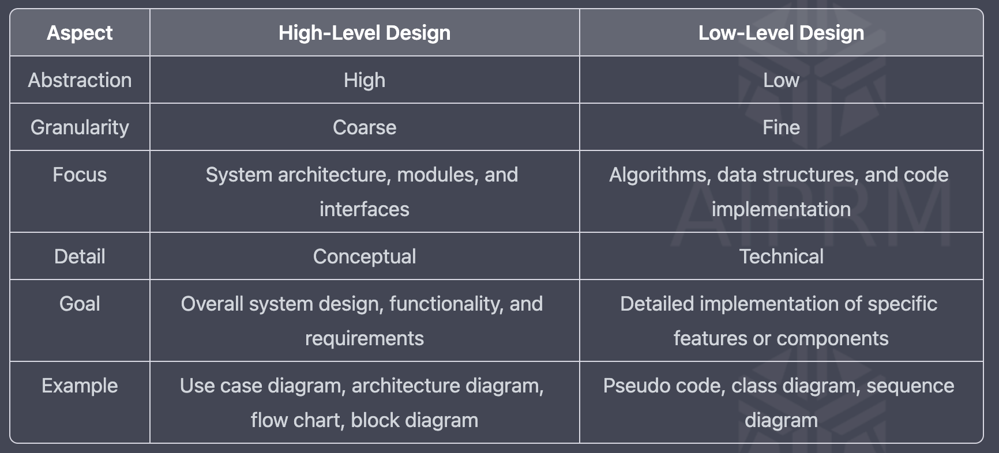 Aspect High-Level Design Low-Level Design
Abstraction High Low
Granularity Coarse Fine
Focus System architecture, modules, and Algorithms, data structures, and code
interfaces implementation
AIPRM
Detail Conceptual Technical
Goal Overall system design, functionality, and Detailed implementation of specific
requirements features or components
Example Use case diagram, architecture diagram, Pseudo code, class diagram, sequence
flow chart, block diagram diagram